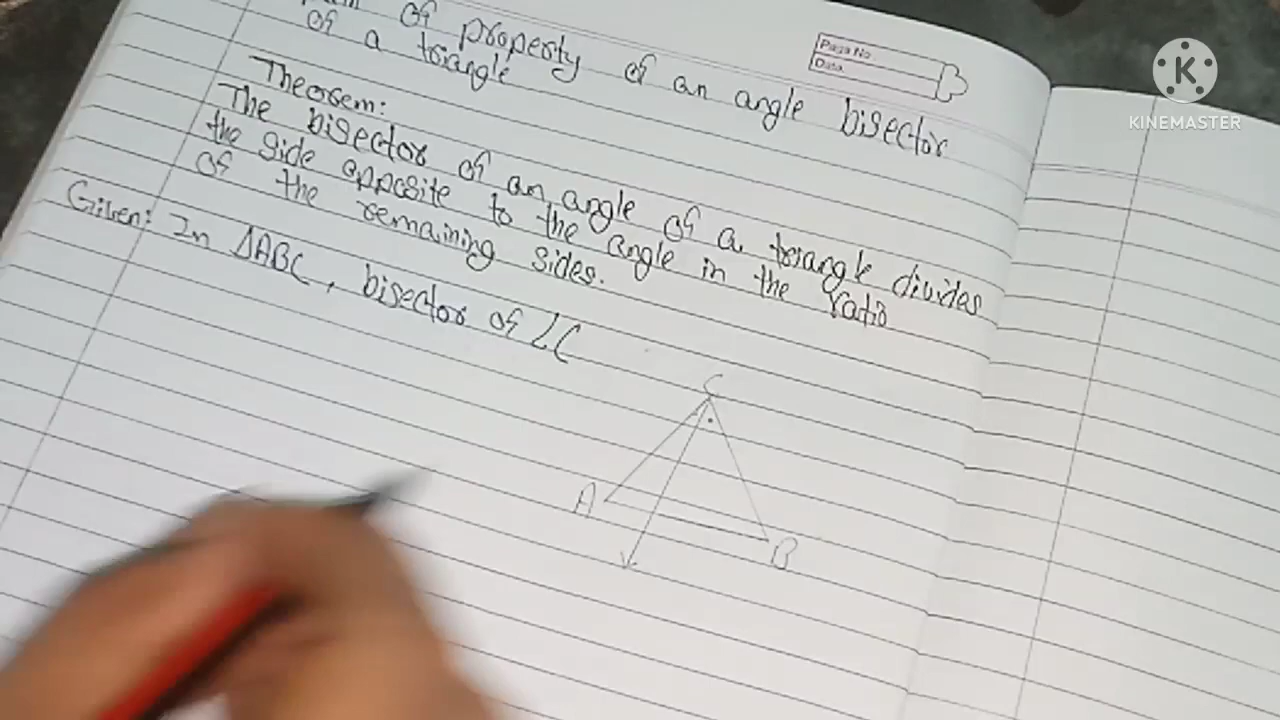 of property of an angle bisector
of a triangle
Page No.
Date
Theorem:
The bisector of an angle of a triangle divides
the side opposite to the angle in the ratio
of the remaining sides.
Given: In ΔABC, bisector of ∠C
C
A
B
K
KINEMASTER